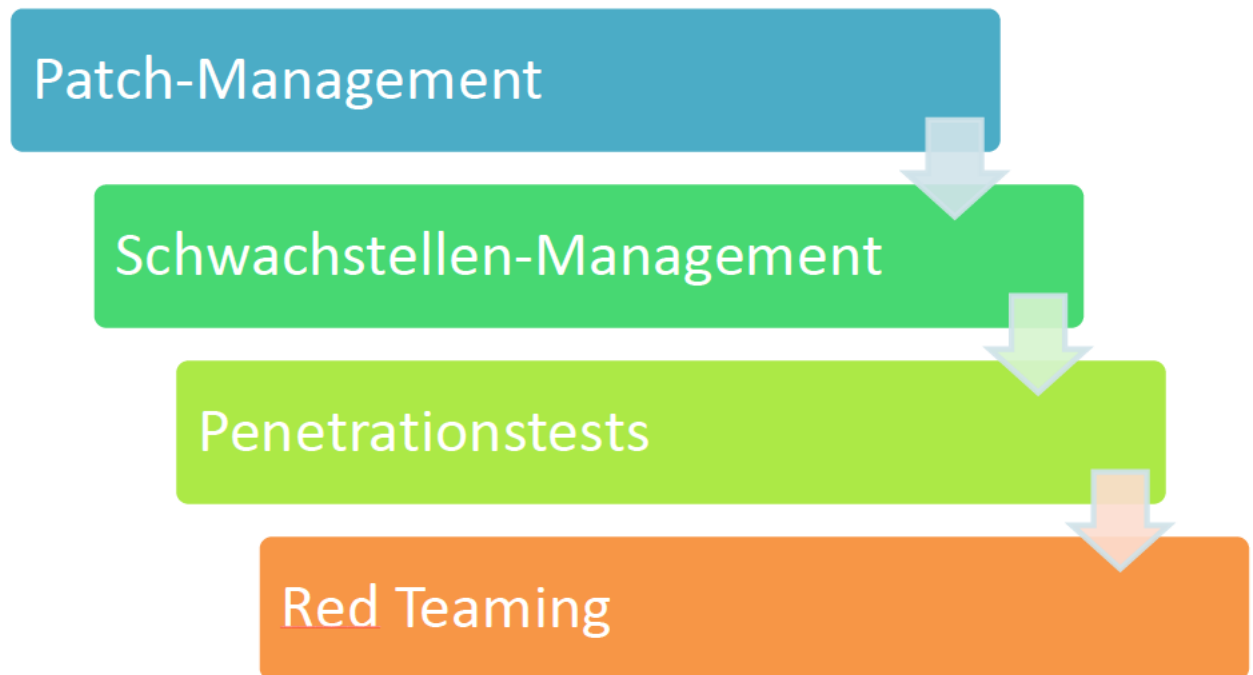 Patch-Management
Schwachstellen-Management
Penetrationstests
Red Teaming